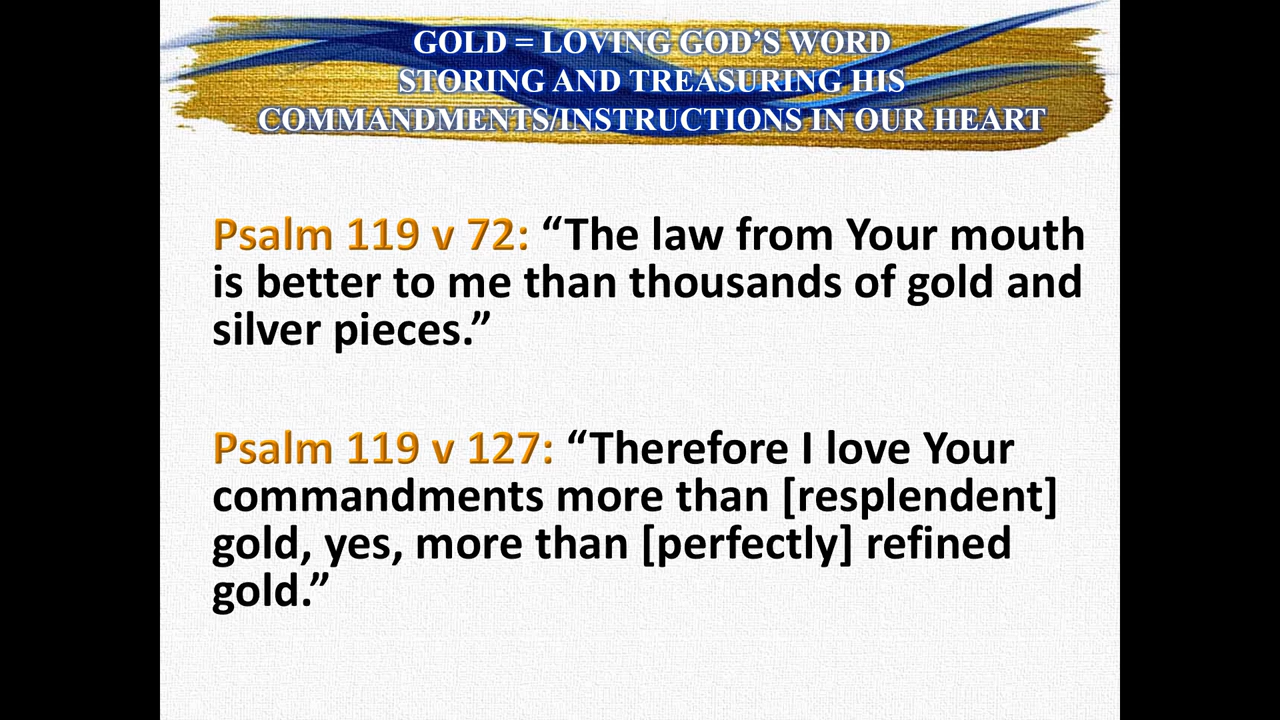 GOLD = LOVING GOD’S WORD
STORING AND TREASURING HIS
COMMANDMENTS/INSTRUCTIONS IN OUR HEART
Psalm 119 v 72: “The law from Your mouth
is better to me than thousands of gold and
silver pieces.”
Psalm 119 v 127: “Therefore I love Your
commandments more than [resplendent]
gold, yes, more than [perfectly] refined
gold.”